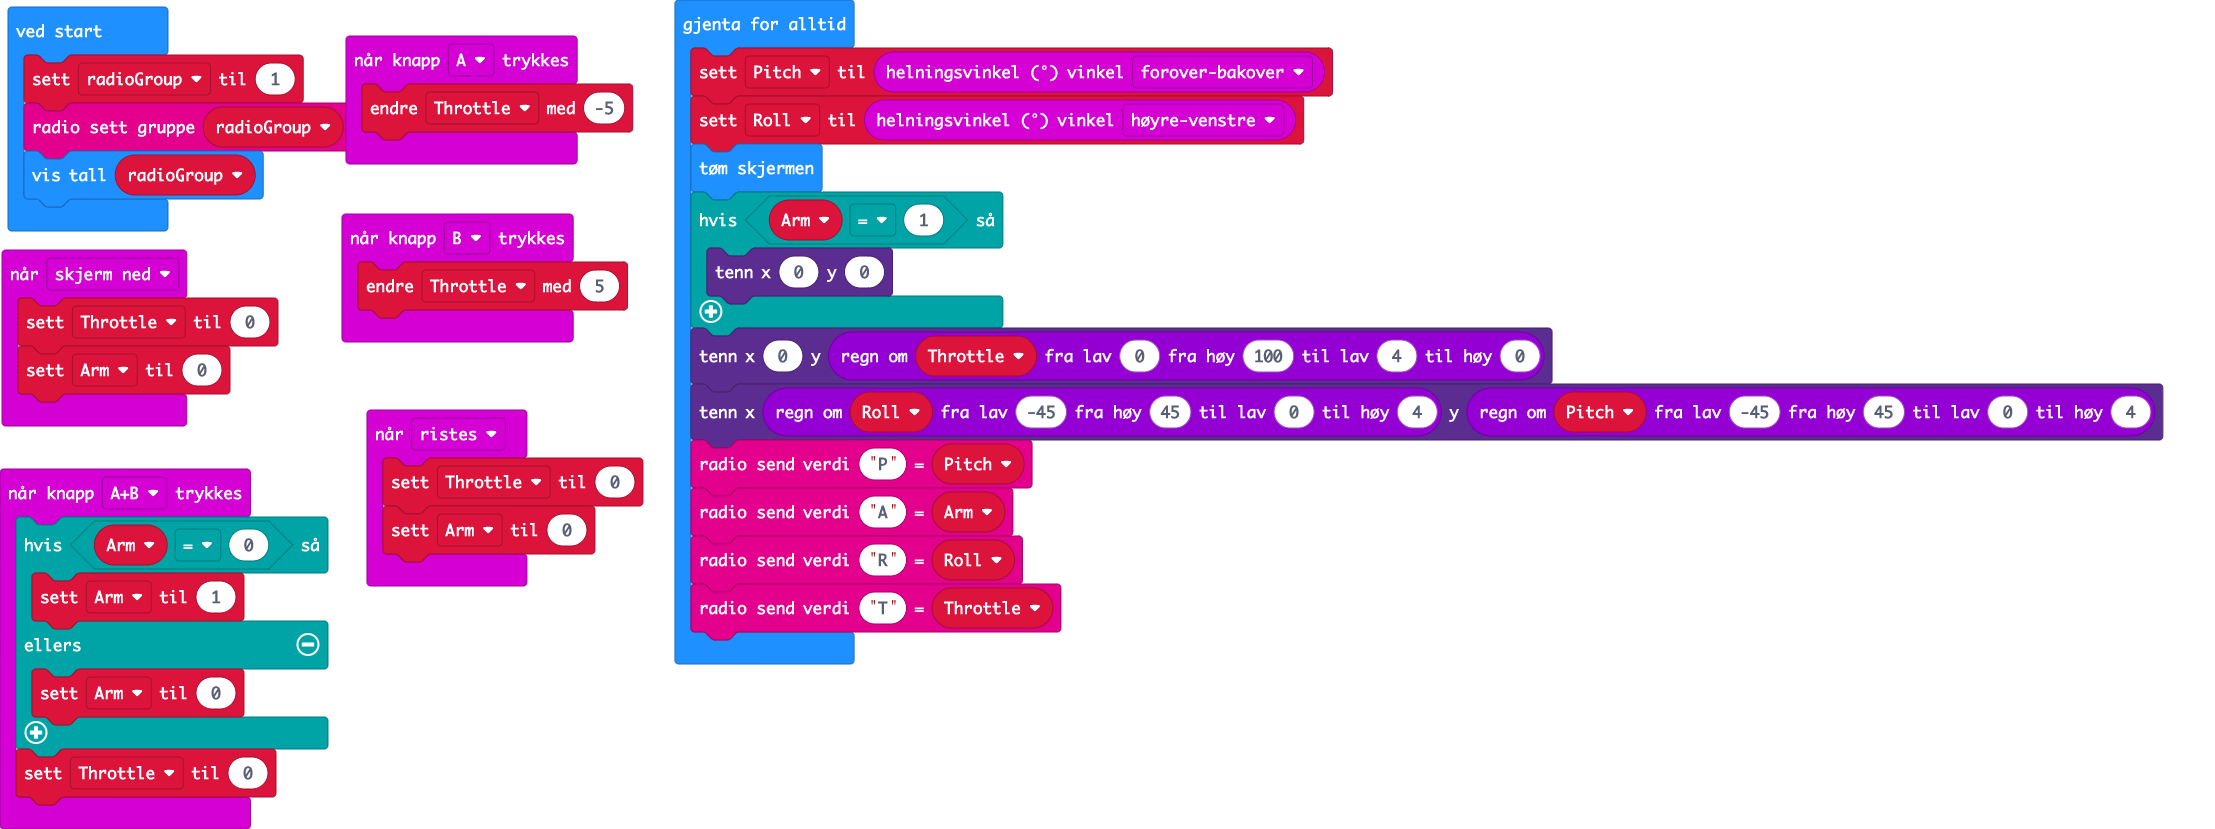 ved start
sett radioGroup til 1
radio sett gruppe radioGroup
vis tall radioGroup
når knapp A trykkes
endre Throttle med -5
når knapp B trykkes
endre Throttle med 5
når skjerm ned
sett Throttle til 0
sett Arm til 0
når ristes
sett Throttle til 0
sett Arm til 0
når knapp A+B trykkes
hvis Arm = 0 så
sett Arm til 1
ellers
sett Arm til 0
sett Throttle til 0
gjenta for alltid
sett Pitch til helningsvinkel (°) vinkel forover-bakover
sett Roll til helningsvinkel (°) vinkel høyre-venstre
tøm skjermen
hvis Arm = 1 så
tenn x 0 y 0
tenn x 0 y regn om Throttle fra lav 0 fra høy 100 til lav 4 til høy 0
tenn x regn om Roll fra lav -45 fra høy 45 til lav 0 til høy 4 y regn om Pitch fra lav -45 fra høy 45 til lav 0 til høy 4
radio send verdi "P" = Pitch
radio send verdi "A" = Arm
radio send verdi "R" = Roll
radio send verdi "T" = Throttle